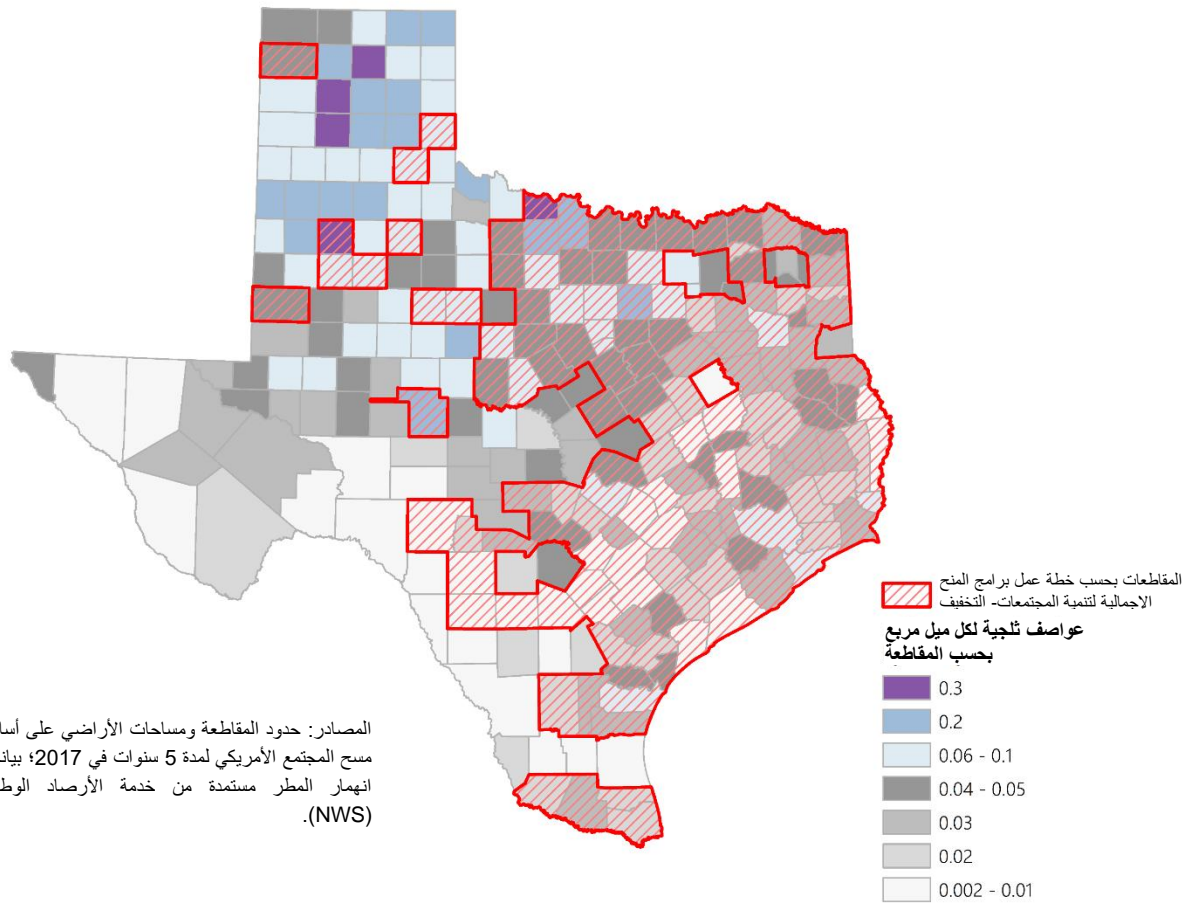 المقاطعات بحسب خطة عمل برامج المنح
الاجمالية لتنمية المجتمعات- التخفيف
عواصف ثلجية لكل ميل مربع
بحسب المقاطعة
0.3
0.2
0.06 - 0.1
0.04 - 0.05
0.03
0.02
0.002 - 0.01
المصادر: حدود المقاطعة ومساحات الأراضي على
مسح المجتمع الأمريكي لمدة 5 سنوات في 2017؛
انهمار المطر مستمدة من خدمة الأرصاد
(NWS).